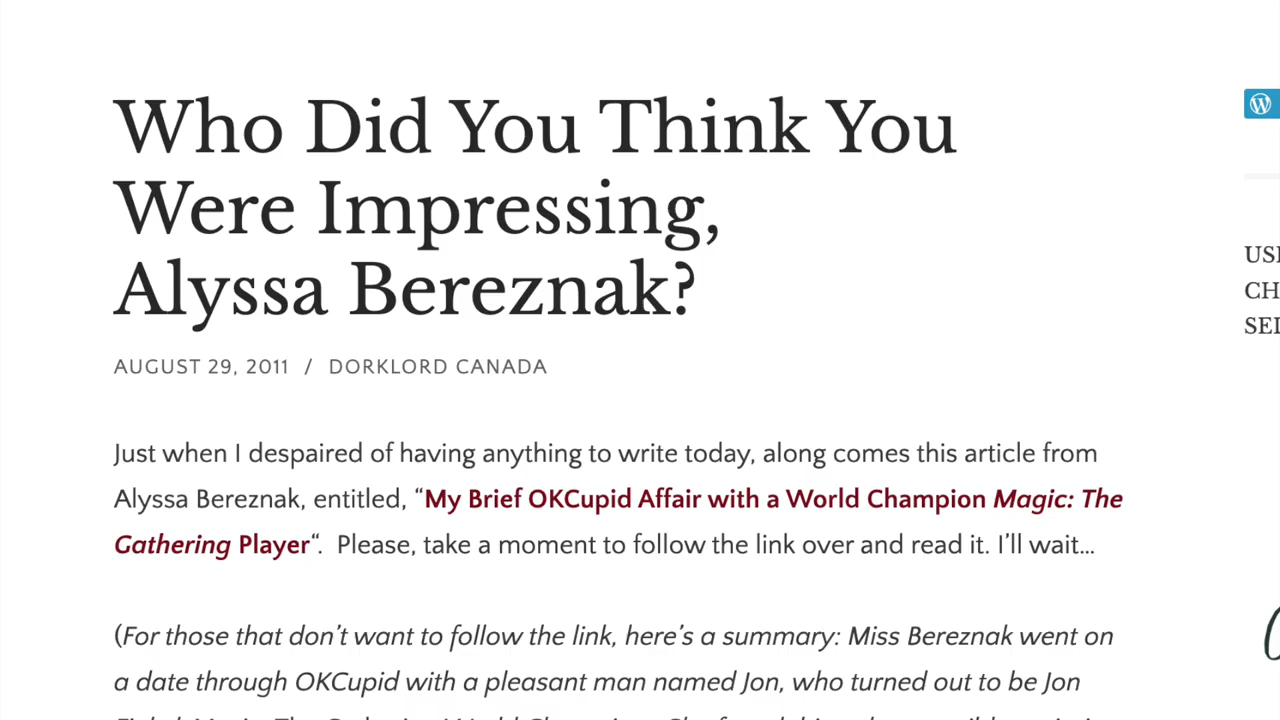 Who Did You Think You
Were Impressing,
Alyssa Bereznak?
AUGUST 29, 2011 / DORKLORD CANADA
Just when I despaired of having anything to write today, along comes this article from
Alyssa Bereznak, entitled, “My Brief OKCupid Affair with a World Champion Magic: The
Gathering Player“. Please, take a moment to follow the link over and read it. I’ll wait…
(For those that don’t want to follow the link, here’s a summary: Miss Bereznak went on
a date through OKCupid with a pleasant man named Jon, who turned out to be Jon